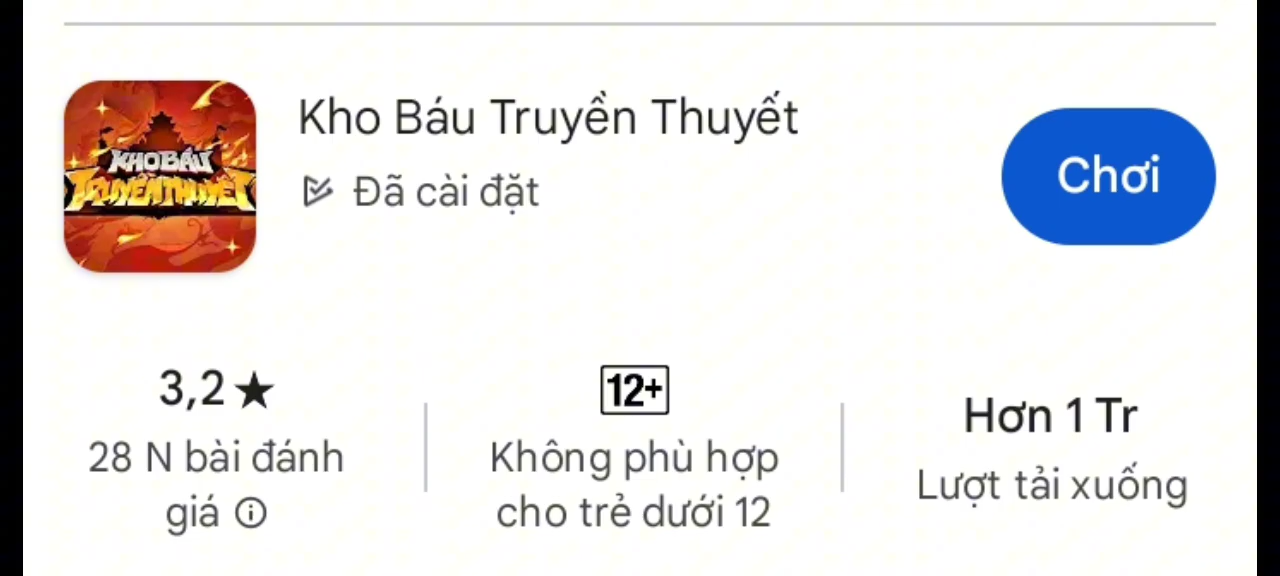 Kho Báu Truyền Thuyết
Đã cài đặt
Chơi
KHO BÁU
TRUYỀN THUYẾT
3,2★
28 N bài đánh
giá
12+
Không phù hợp
cho trẻ dưới 12
Hơn 1 Tr
Lượt tải xuống